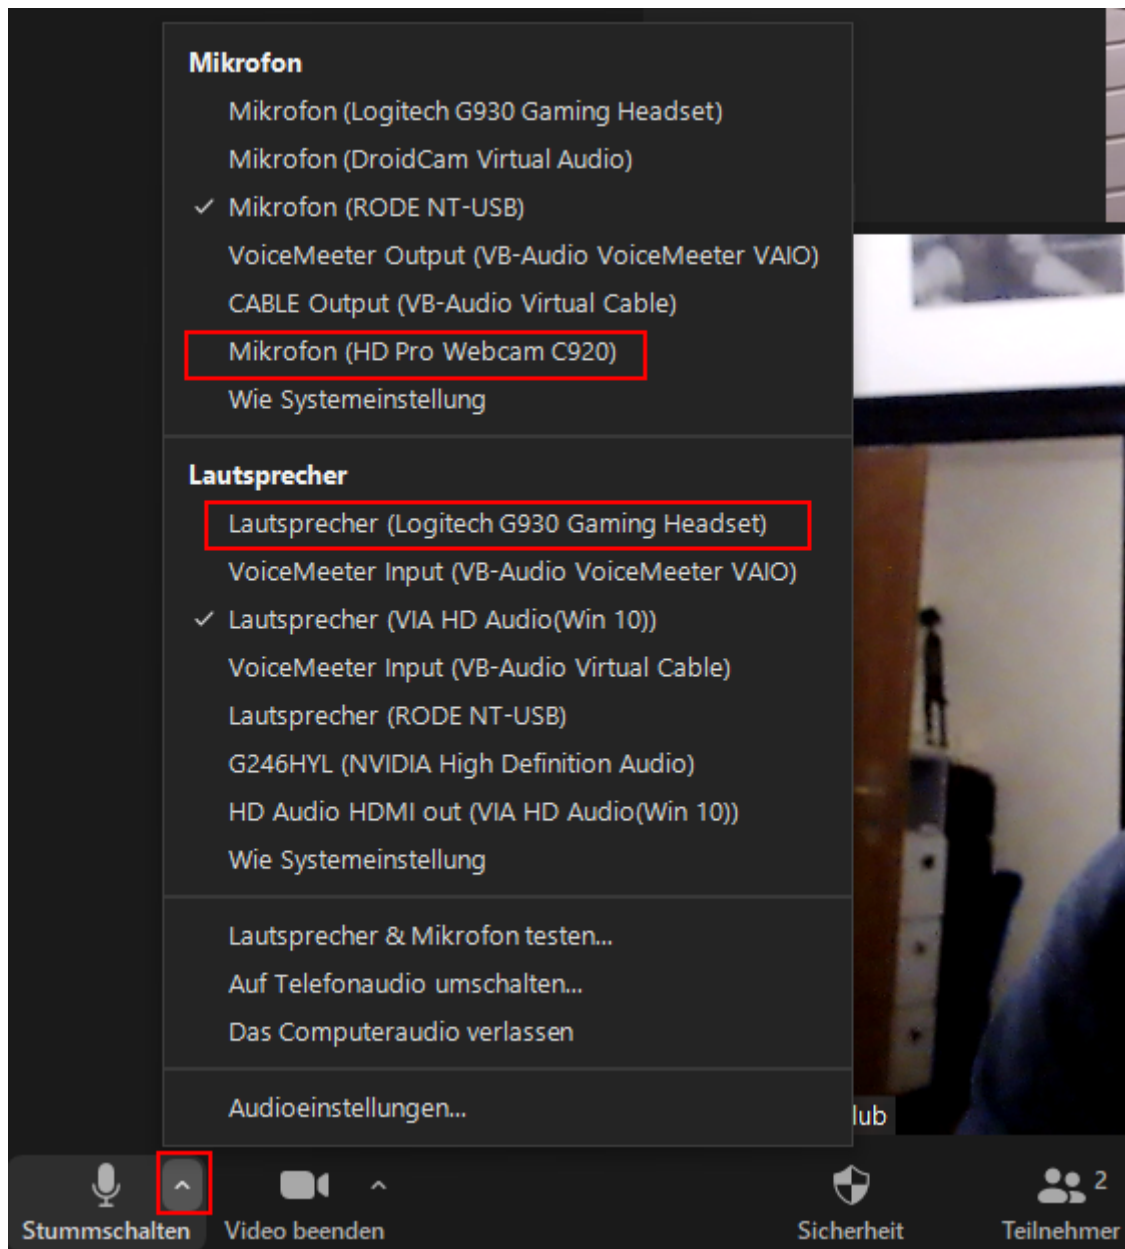 Mikrofon
Mikrofon (Logitech G930 Gaming Headset)
Mikrofon (DroidCam Virtual Audio)
Mikrofon (RODE NT-USB)
VoiceMeeter Output (VB-Audio VoiceMeeter VAIO)
CABLE Output (VB-Audio Virtual Cable)
Mikrofon (HD Pro Webcam C920)
Wie Systemeinstellung
Lautsprecher
Lautsprecher (Logitech G930 Gaming Headset)
VoiceMeeter Input (VB-Audio VoiceMeeter VAIO)
Lautsprecher (VIA HD Audio(Win 10))
VoiceMeeter Input (VB-Audio Virtual Cable)
Lautsprecher (RODE NT-USB)
G246HYL (NVIDIA High Definition Audio)
HD Audio HDMI out (VIA HD Audio(Win 10))
Wie Systemeinstellung
Lautsprecher & Mikrofon testen...
Auf Telefonaudio umschalten...
Das Computeraudio verlassen
Audioeinstellungen...
lub
2
Stummschalten Video beenden Sicherheit Teilnehmer